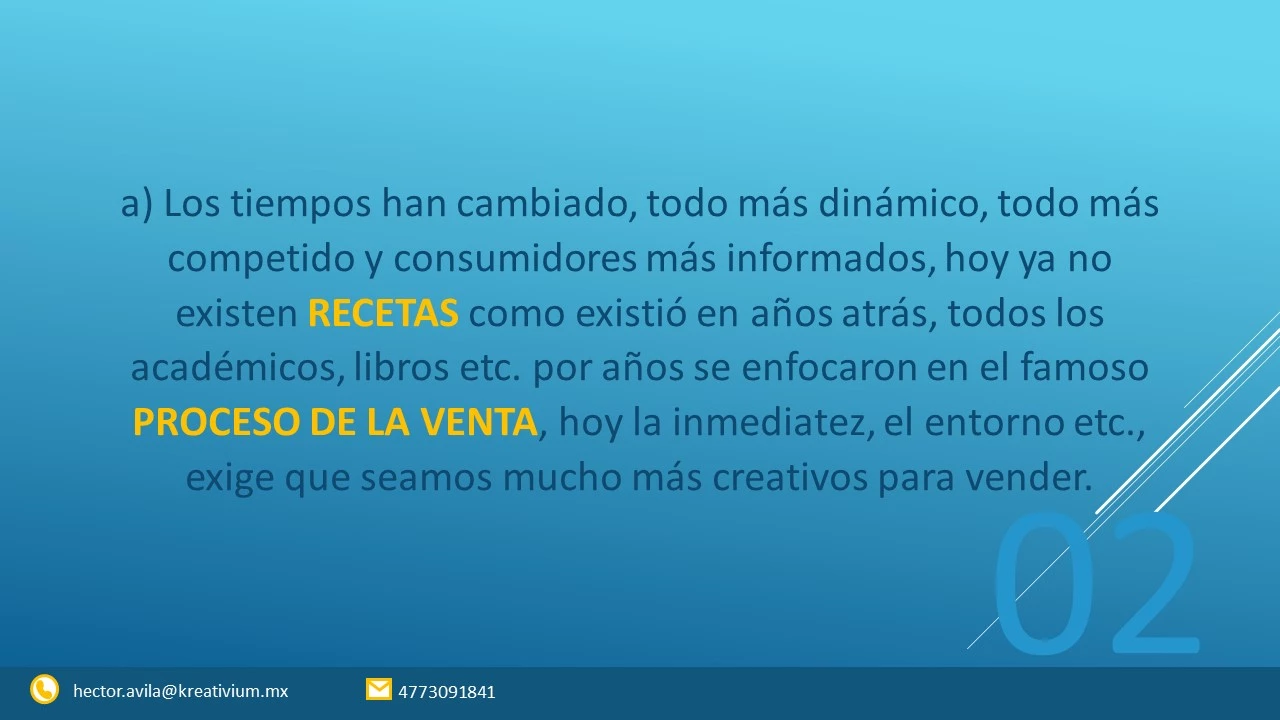 a) Los tiempos han cambiado, todo más dinámico, todo más
competido y consumidores más informados, hoy ya no
existen RECETAS como existió en años atrás, todos los
académicos, libros etc. por años se enfocaron en el famoso
PROCESO DE LA VENTA, hoy la inmediatez, el entorno etc.,
exige que seamos mucho más creativos para vender.
02
hector.avila@kreativium.mx
4773091841